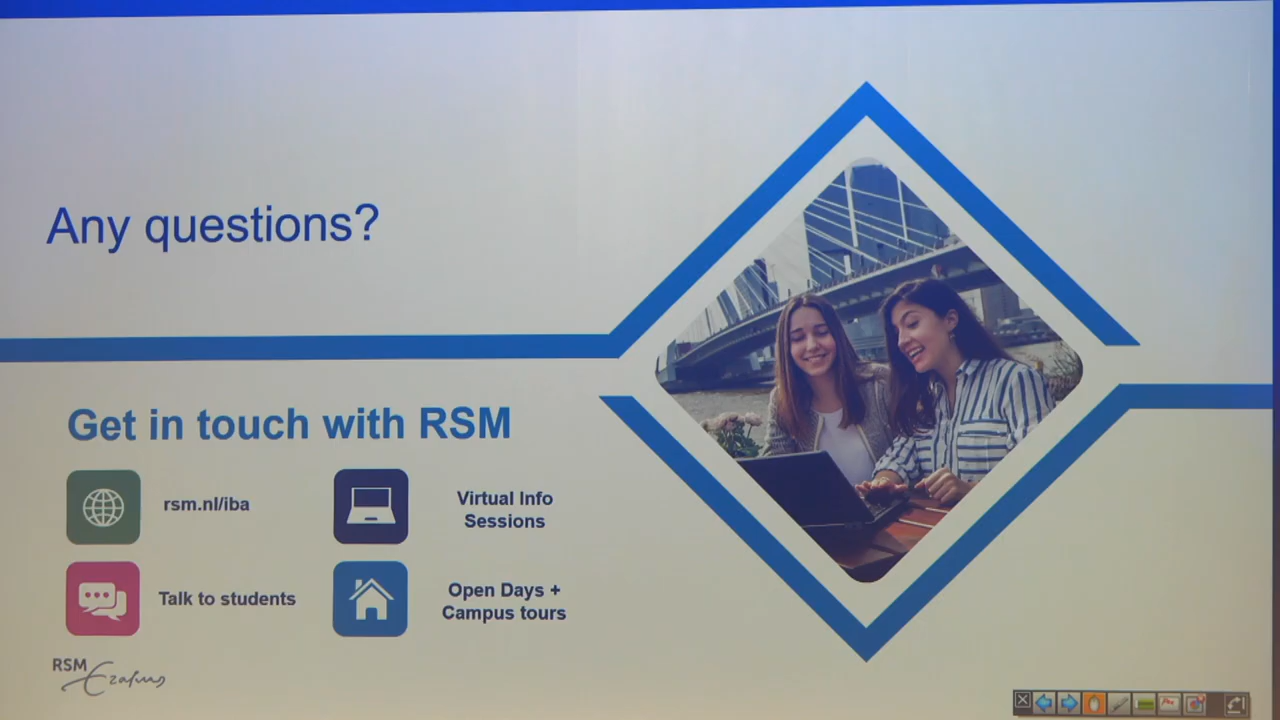 Any questions?
Get in touch with RSM
rsm.nl/iba
Virtual Info
Sessions
Talk to students
Open Days +
Campus tours
RSM
Erasmus